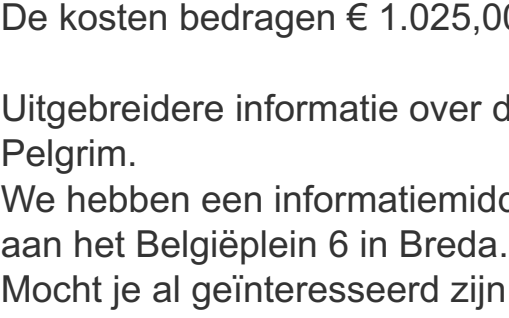 De kosten bedragen € 1.025,00
Uitgebreidere informatie over d
Pelgrim.
We hebben een informatiemidd
aan het Belgiëplein 6 in Breda.
Mocht je al geïnteresseerd zijn